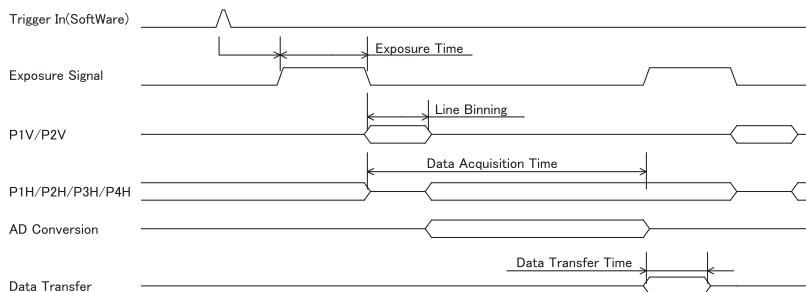 Trigger In(SoftWare)
Exposure Time
Exposure Signal
Line Binning
P1V/P2V
Data Acquisition Time
P1H/P2H/P3H/P4H
AD Conversion
Data Transfer Time
Data Transfer